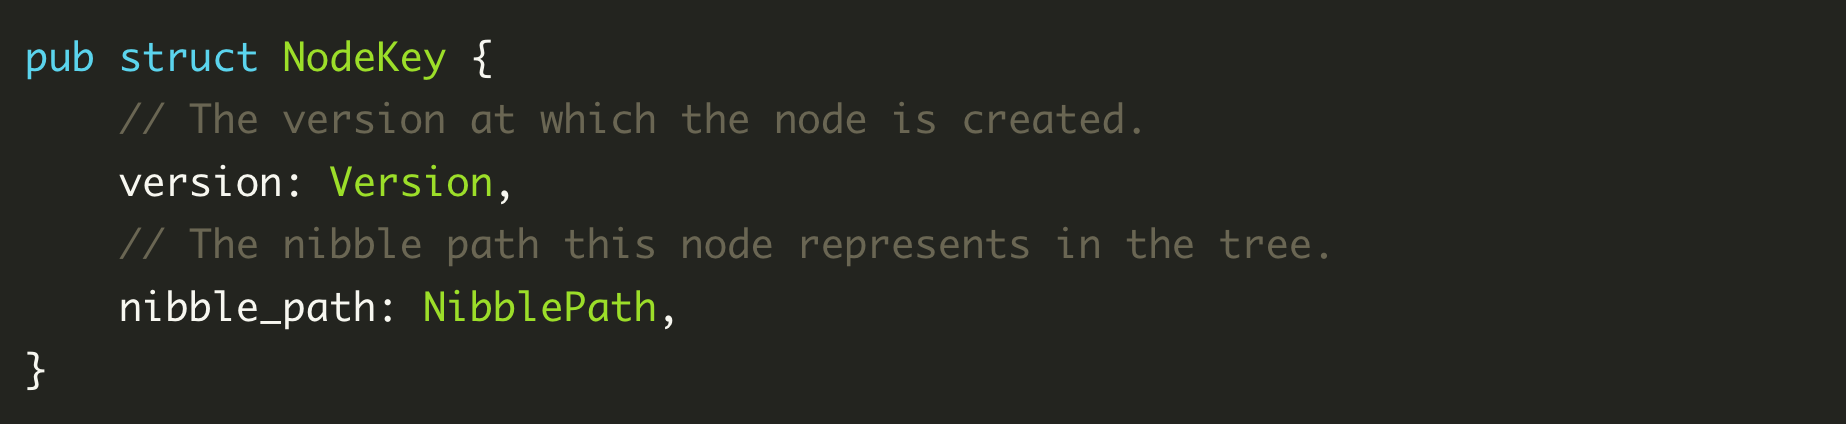 pub struct NodeKey {
    // The version at which the node is created.
    version: Version,
    // The nibble path this node represents in the tree.
    nibble_path: NibblePath,
}